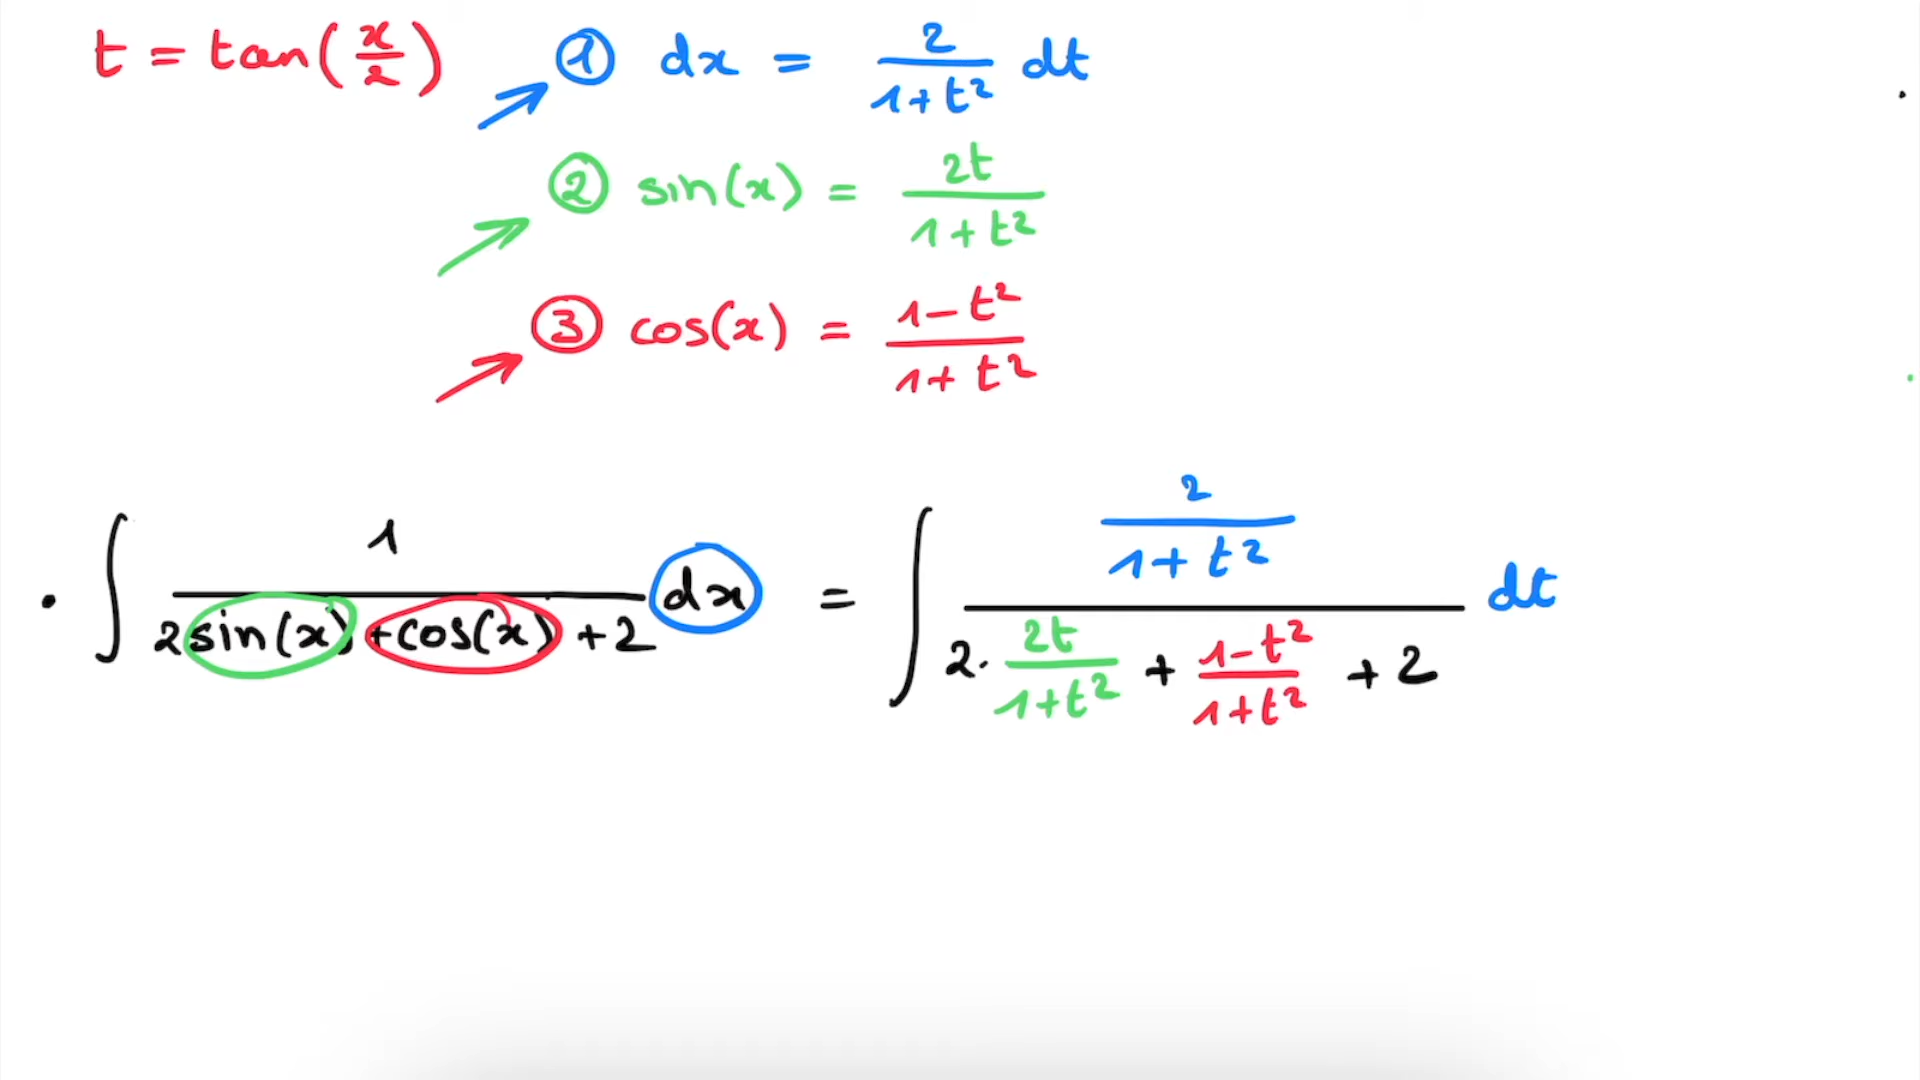 t = tan(x/2) ① dx = 2/(1+t²) dt
② sin(x) = 2t/(1+t²)
③ cos(x) = (1-t²)/(1+t²)
• ∫ 1/(2sin(x)+cos(x)+2) dx = ∫ (2/(1+t²))/(2·2t/(1+t²) + (1-t²)/(1+t²) + 2) dt